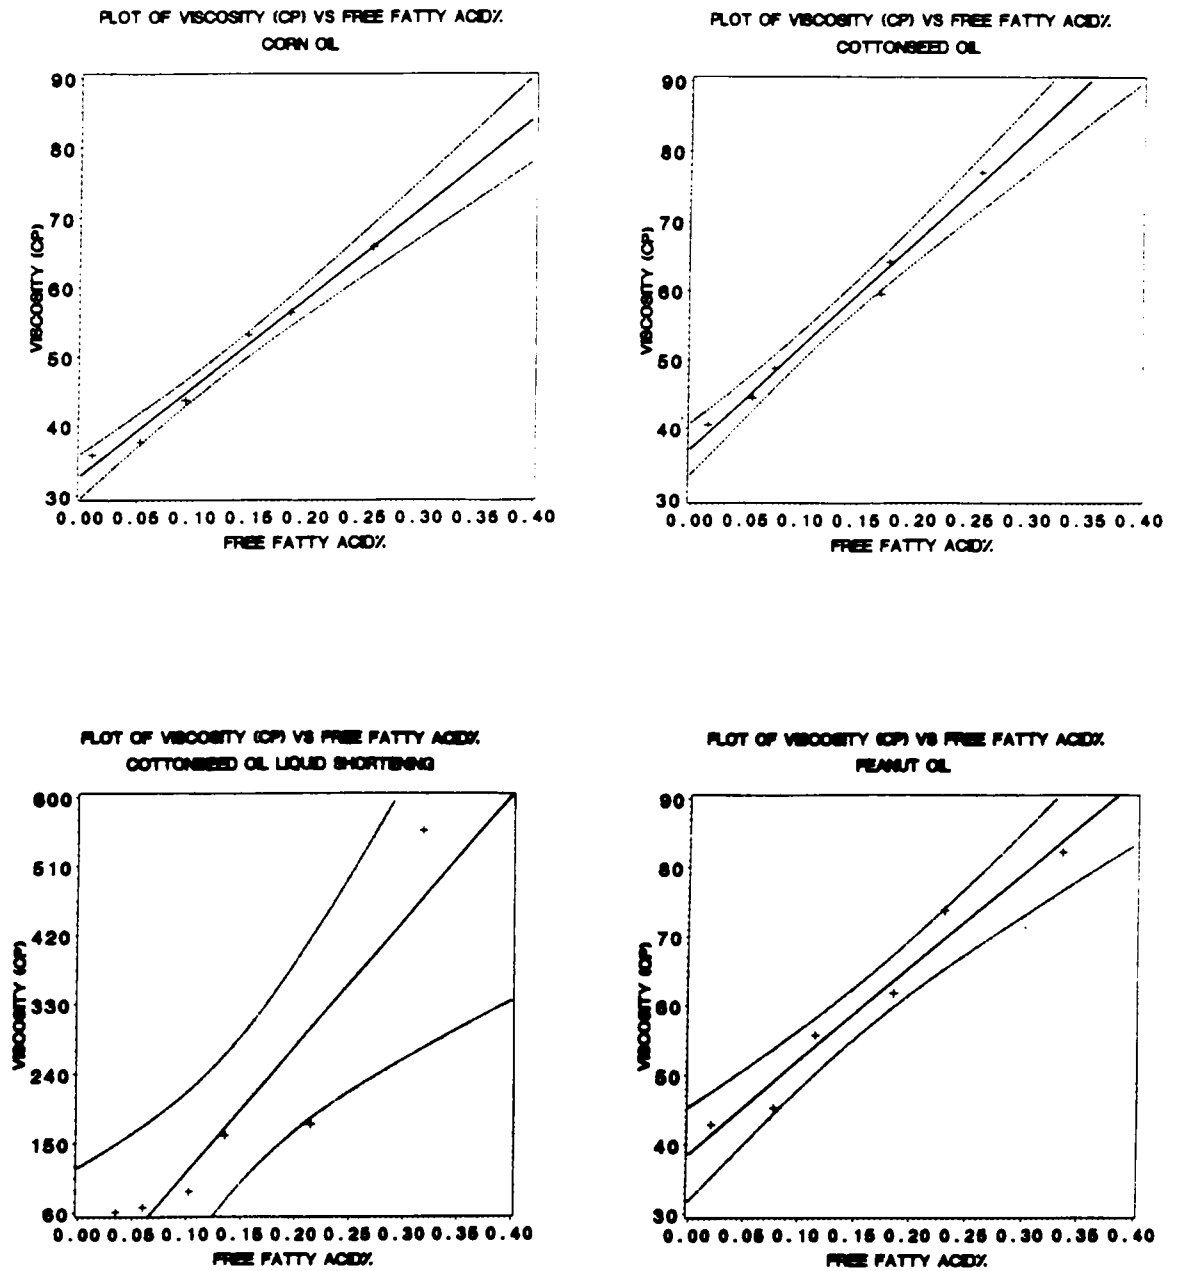 PLOT OF VISCOSITY (CP) VS FREE FATTY ACID%
CORN OIL
90
80
70
60
50
40
30
VISCOSITY (CP)
0.00 0.05 0.10 0.15 0.20 0.25 0.30 0.35 0.40
FREE FATTY ACID%
PLOT OF VISCOSITY (CP) VS FREE FATTY ACID%
COTTONSEED OIL
90
80
70
60
50
40
30
VISCOSITY (CP)
0.00 0.05 0.10 0.15 0.20 0.25 0.30 0.35 0.40
FREE FATTY ACID%
PLOT OF VISCOSITY (CP) VS FREE FATTY ACID%
COTTONSEED OIL LIQUID SHORTENING
600
510
420
330
240
150
60
VISCOSITY (CP)
0.00 0.05 0.10 0.15 0.20 0.25 0.30 0.35 0.40
FREE FATTY ACID%
PLOT OF VISCOSITY (CP) VS FREE FATTY ACID%
PEANUT OIL
90
80
70
60
50
40
30
VISCOSITY (CP)
0.00 0.05 0.10 0.15 0.20 0.25 0.30 0.35 0.40
FREE FATTY ACID%